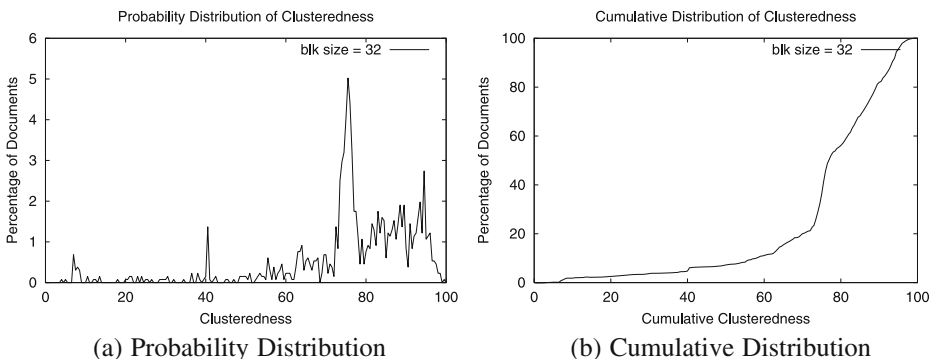 Probability Distribution of Clusteredness
6
5
4
3
2
1
0
0 20 40 60 80 100
Percentage of Documents
blk size = 32
Clusteredness
(a) Probability Distribution
Cumulative Distribution of Clusteredness
100
80
60
40
20
0
0 20 40 60 80 100
Percentage of Documents
blk size = 32
Cumulative Clusteredness
(b) Cumulative Distribution